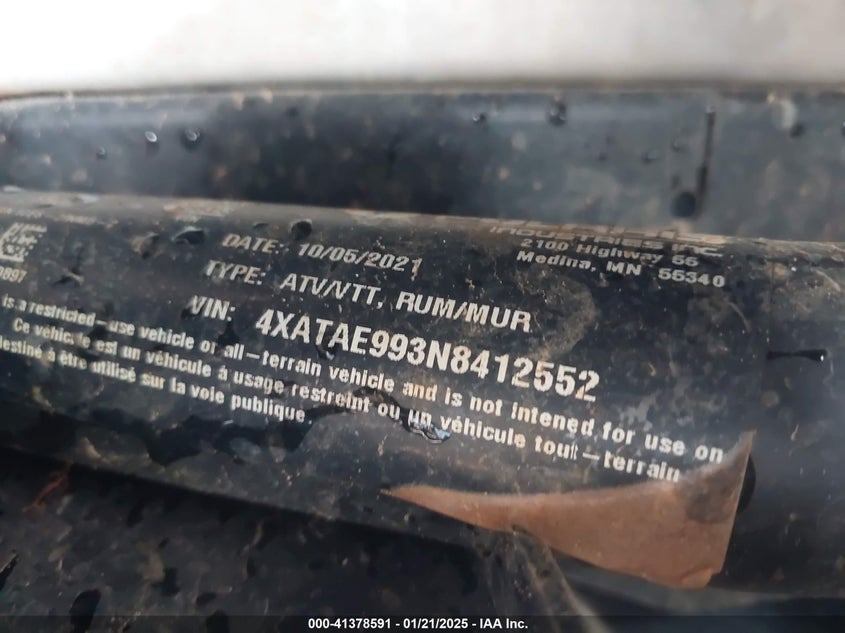 INDUSTRIES INC
2100 Highway 55
Medina, MN 55340
DATE: 10/05/2021
TYPE: ATV/VTT, RUM/MUR
VIN: 4XATAE993N8412552
is a restricted-use vehicle or all-terrain vehicle and is not intened for use on
Ce véhicule est un véhicule à usage restreint ou un véhicule tout-terrain
destiné à être utilisé sur la voie publique.
000-41378591 - 01/21/2025 - IAA Inc.